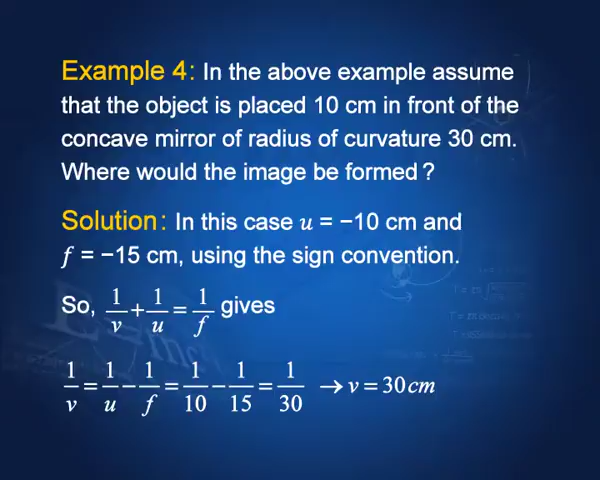 Example 4: In the above example assume
that the object is placed 10 cm in front of the
concave mirror of radius of curvature 30 cm.
Where would the image be formed ?
Solution: In this case u = −10 cm and
f = −15 cm, using the sign convention.
So, 1/v + 1/u = 1/f gives
1/v = 1/u − 1/f = 1/10 − 1/15 = 1/30 → v = 30cm